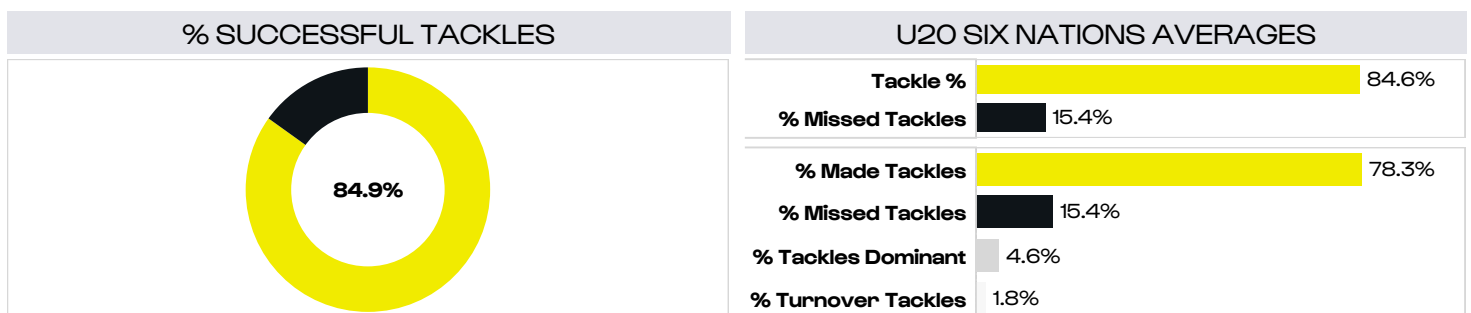 % SUCCESSFUL TACKLES
84.9%
U20 SIX NATIONS AVERAGES
Tackle % 84.6%
% Missed Tackles 15.4%
% Made Tackles 78.3%
% Missed Tackles 15.4%
% Tackles Dominant 4.6%
% Turnover Tackles 1.8%